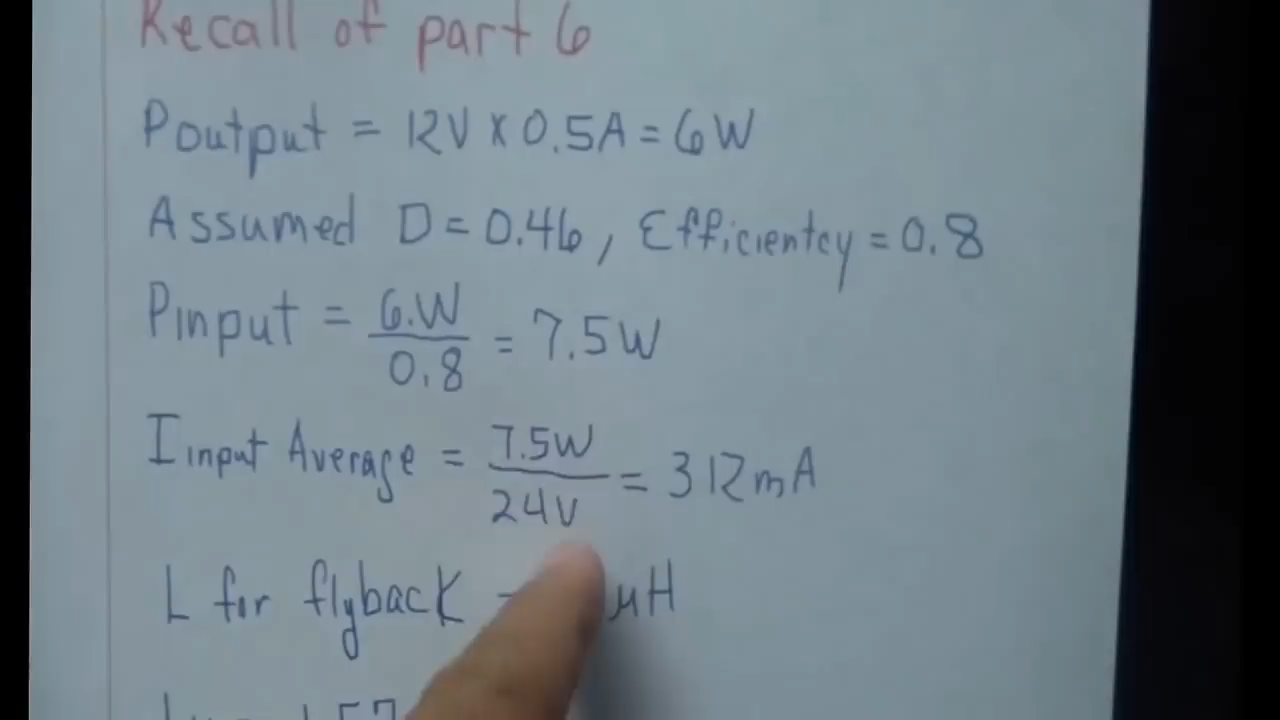 Recall of part 6
Poutput = 12V x 0.5A = 6W
Assumed D = 0.46, Efficientcy = 0.8
Pinput = 6.W / 0.8 = 7.5W
Iinput Average = 7.5W / 24V = 312mA
L for flyback μH